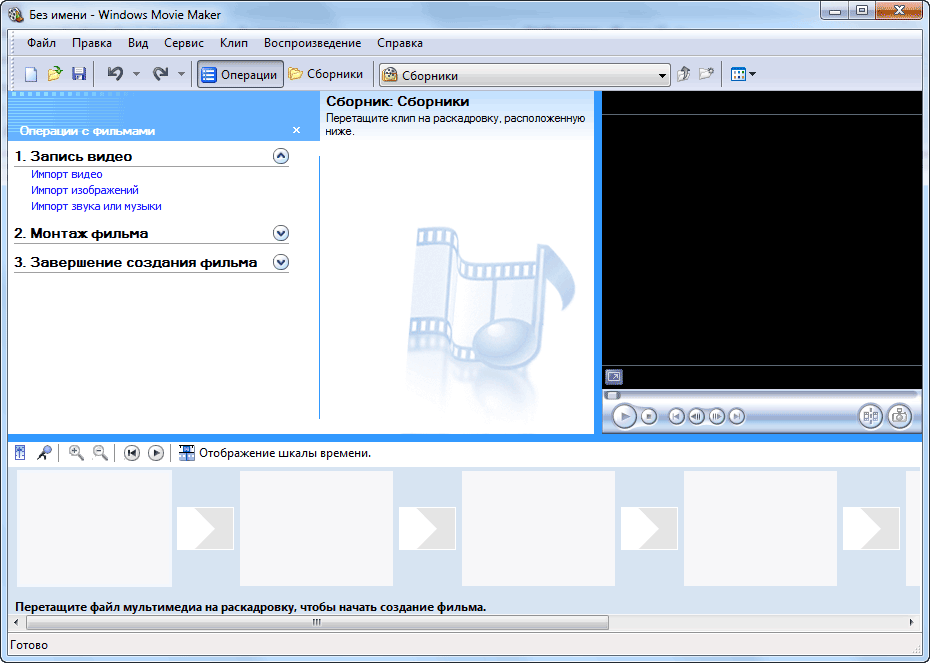 Без имени - Windows Movie Maker
Файл Правка Вид Сервис Клип Воспроизведение Справка
Операции Сборники Сборники
Операции с фильмами
1. Запись видео
Импорт видео
Импорт изображений
Импорт звука или музыки
2. Монтаж фильма
3. Завершение создания фильма
Сборник: Сборники
Перетащите клип на раскадровку, расположенную
ниже.
Отображение шкалы времени.
Перетащите файл мультимедиа на раскадровку, чтобы начать создание фильма.
Готово